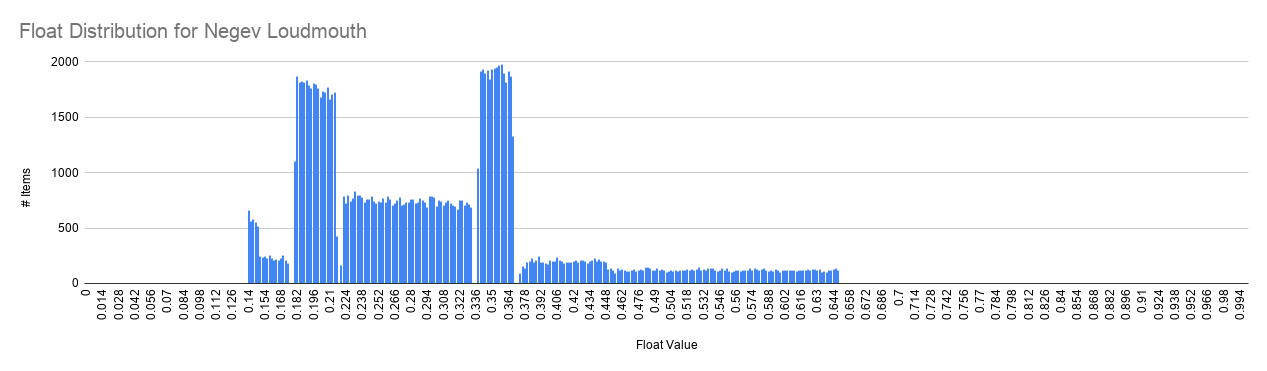 Float Distribution for Negev Loudmouth
2000
1500
1000
500
0
# Items
0 0.014 0.028 0.042 0.056 0.07 0.084 0.098 0.112 0.126 0.14 0.154 0.168 0.182 0.196 0.21 0.224 0.238 0.252 0.266 0.28 0.294 0.308 0.322 0.336 0.35 0.364 0.378 0.392 0.406 0.42 0.434 0.448 0.462 0.476 0.49 0.504 0.518 0.532 0.546 0.56 0.574 0.588 0.602 0.616 0.63 0.644 0.658 0.672 0.686 0.7 0.714 0.728 0.742 0.756 0.77 0.784 0.798 0.812 0.826 0.84 0.854 0.868 0.882 0.896 0.91 0.924 0.938 0.952 0.966 0.98 0.994
Float Value